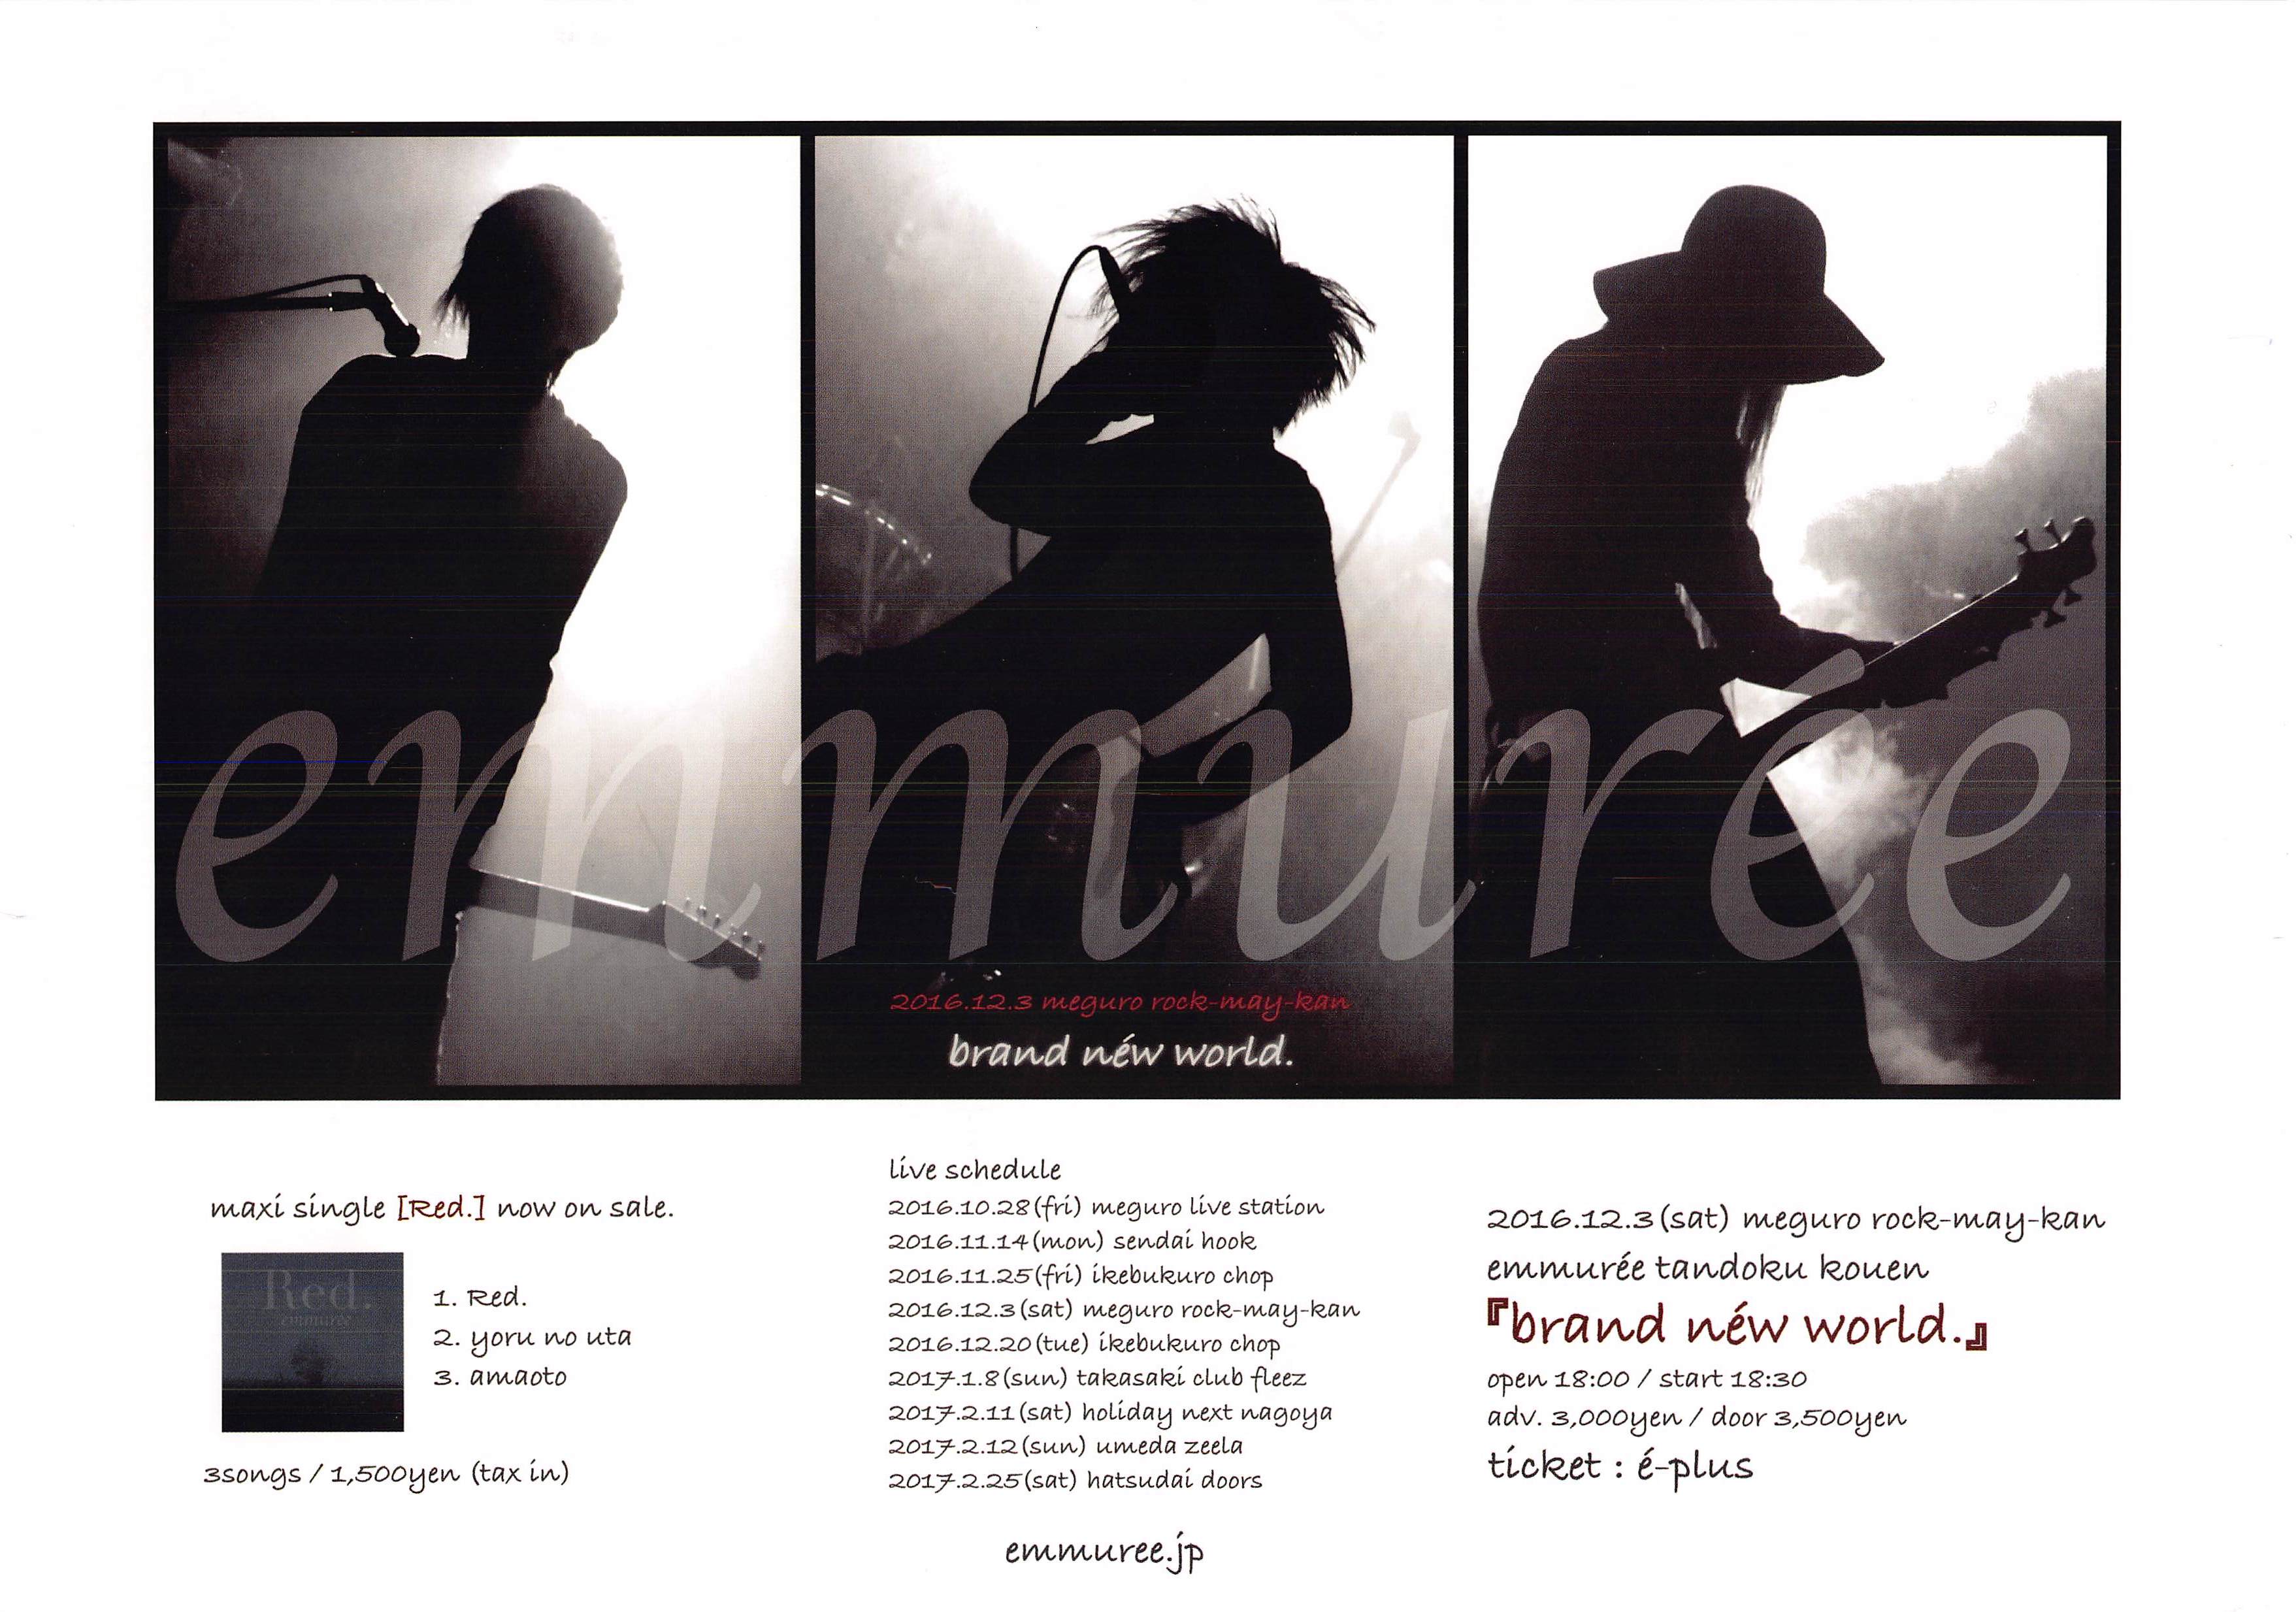 emmurée
2016.12.3 meguro rock-may-kan
brand néw world.
maxi single [Red.] now on sale.
Red.
emmurée
1. Red.
2. yoru no uta
3. amaoto
3songs / 1,500yen (tax in)
live schedule
2016.10.28(fri) meguro live station
2016.11.14(mon) sendai hook
2016.11.25(fri) ikebukuro chop
2016.12.3(sat) meguro rock-may-kan
2016.12.20(tue) ikebukuro chop
2017.1.8(sun) takasaki club fleez
2017.2.11(sat) holiday next nagoya
2017.2.12(sun) umeda zeela
2017.2.25(sat) hatsudai doors
2016.12.3(sat) meguro rock-may-kan
emmurée tandoku kouen
『brand néw world.』
open 18:00 / start 18:30
adv. 3,000yen / door 3,500yen
ticket : é-plus
emmuree.jp